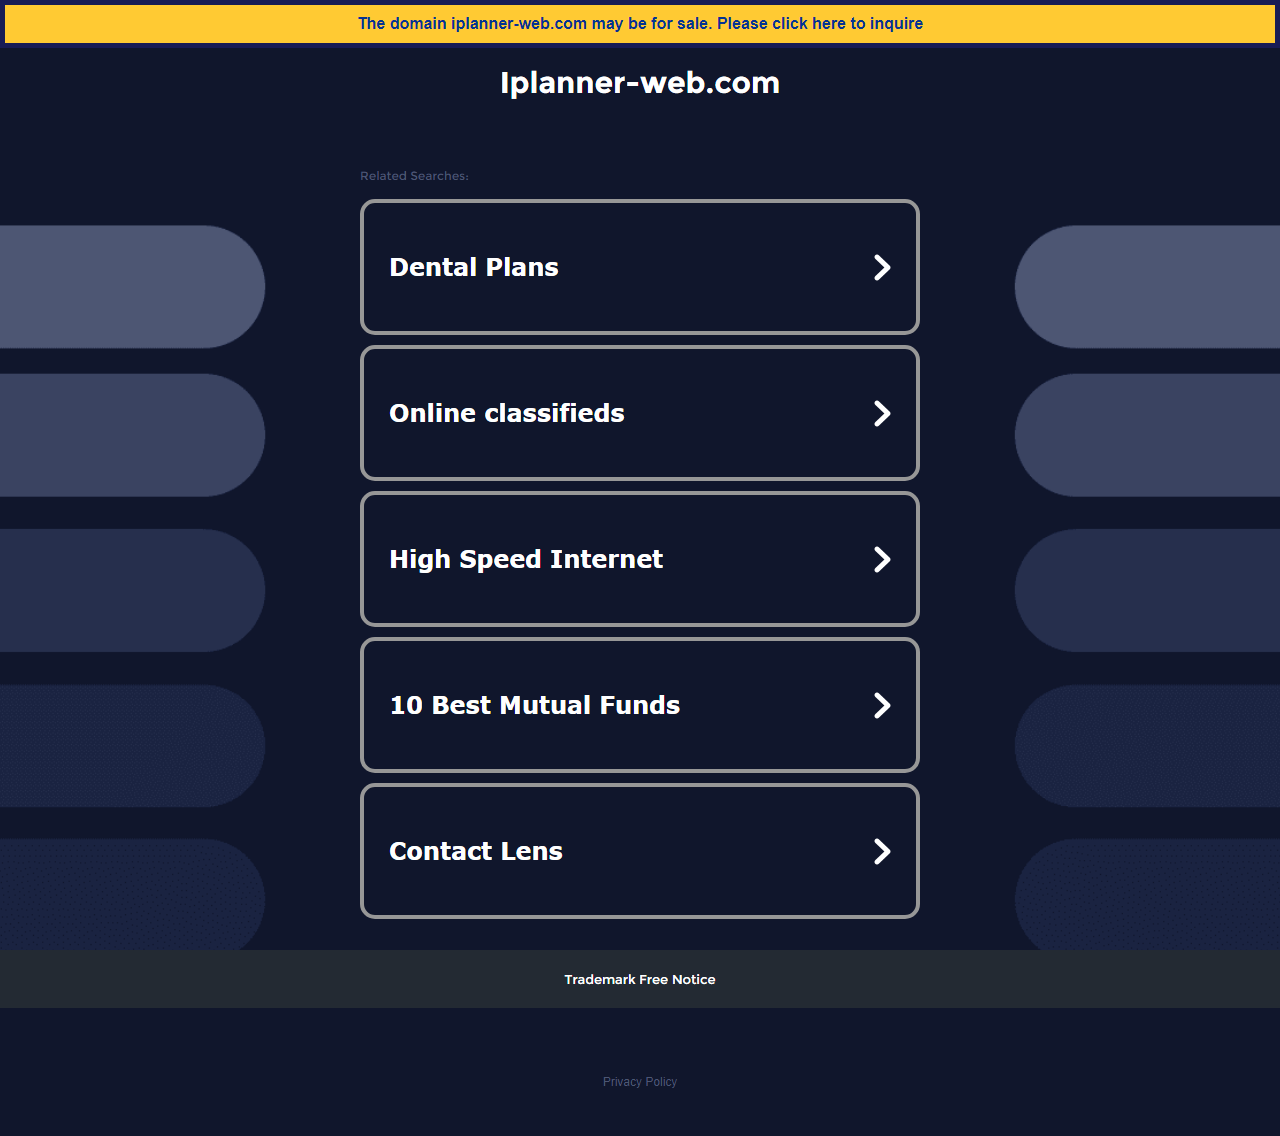 The domain iplanner-web.com may be for sale. Please click here to inquire
Iplanner-web.com
Related Searches:
Dental Plans
Online classifieds
High Speed Internet
10 Best Mutual Funds
Contact Lens
Trademark Free Notice
Privacy Policy